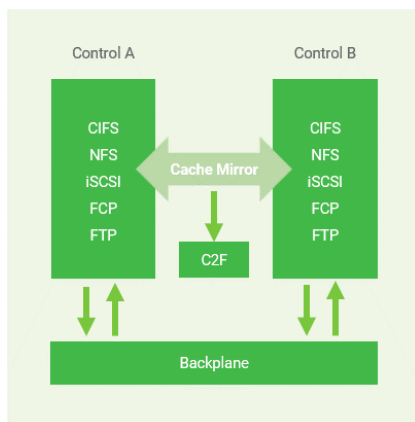 Control A
Control B
CIFS
NFS
iSCSI
FCP
FTP
Cache Mirror
C2F
CIFS
NFS
iSCSI
FCP
FTP
Backplane